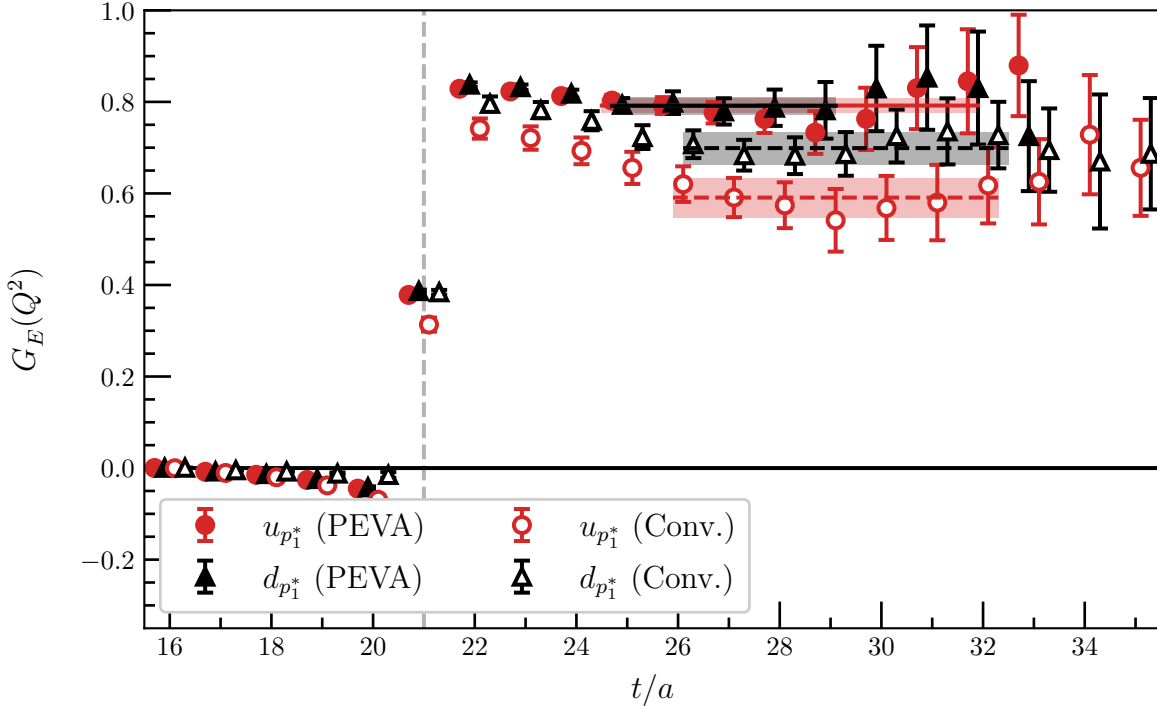 1.0
0.8
0.6
0.4
0.2
0.0
−0.2
G_E(Q^2)
u_{p_1^*} (PEVA)
u_{p_1^*} (Conv.)
d_{p_1^*} (PEVA)
d_{p_1^*} (Conv.)
16 18 20 22 24 26 28 30 32 34
t/a